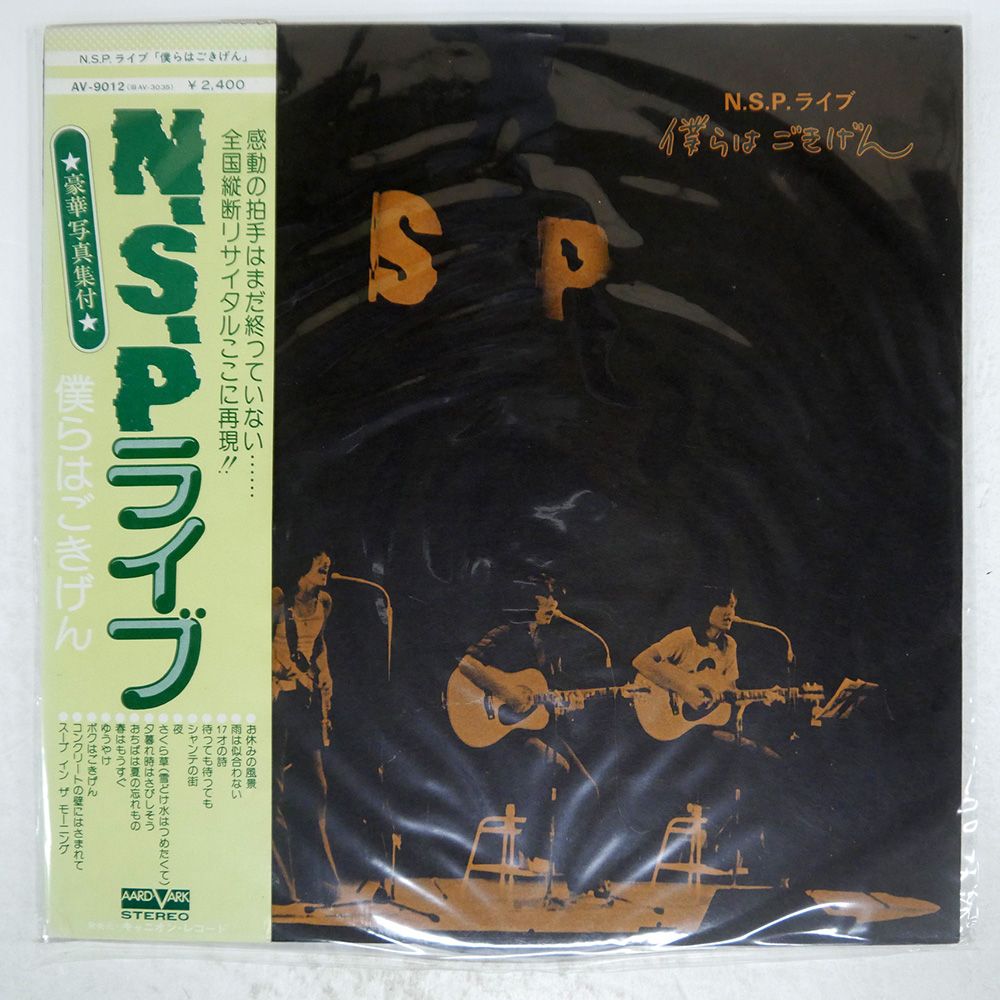 N.S.P. ライブ「僕らはごきげん」
AV-9012(旧AV-3035) ¥2,400
感動の拍手はまだ終っていない……
全国縦断リサイタルここに再現!!
N.S.Pライブ
★豪華写真集付★
僕らはごきげん
●お休みの風景
●雨は似合わない
●17才の詩
●待っても待っても
●シャンテの街
●夜
●さくら草(雪どけ水はつめたくて)
●夕暮れ時はさびしそう
●おちばは夏の忘れもの
●春はもうすぐ
●ゆうやけ
●ボクはごきげん
●コンクリートの壁にはさまれて
●スープ イン ザ モーニング
AARD VARK
STEREO
発売元・キャニオン・レコード
N.S.P.ライブ
僕らは ごきげん
S P